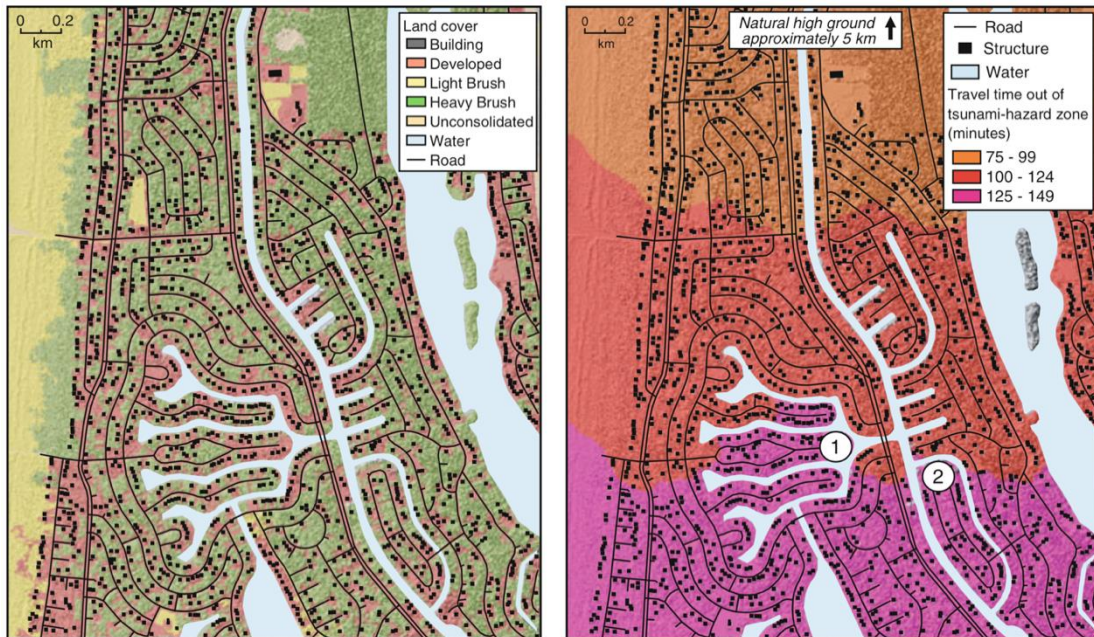 0 0.2
km
Land cover
Building
Developed
Light Brush
Heavy Brush
Unconsolidated
Water
Road
0 0.2
km
Natural high ground
approximately 5 km
Road
Structure
Water
Travel time out of
tsunami-hazard zone
(minutes)
75 - 99
100 - 124
125 - 149
1
2